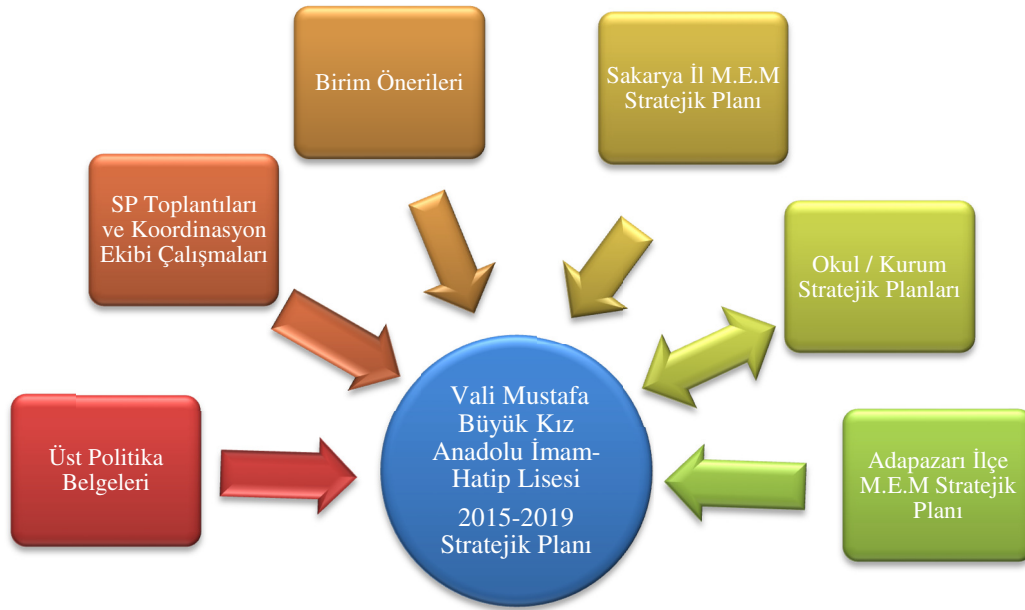 Birim Önerileri
Sakarya İl M.E.M
Stratejik Planı
SP Toplantıları
ve Koordinasyon
Ekibi Çalışmaları
Okul / Kurum
Stratejik Planları
Üst Politika
Belgeleri
Vali Mustafa
Büyük Kız
Anadolu İmam-
Hatip Lisesi
2015-2019
Stratejik Planı
Adapazarı İlçe
M.E.M Stratejik
Planı